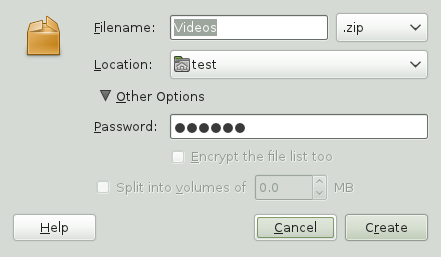 Filename: Videos .zip
Location: test
Other Options
Password: ●●●●●●
Encrypt the file list too
Split into volumes of 0.0 MB
Help Cancel Create